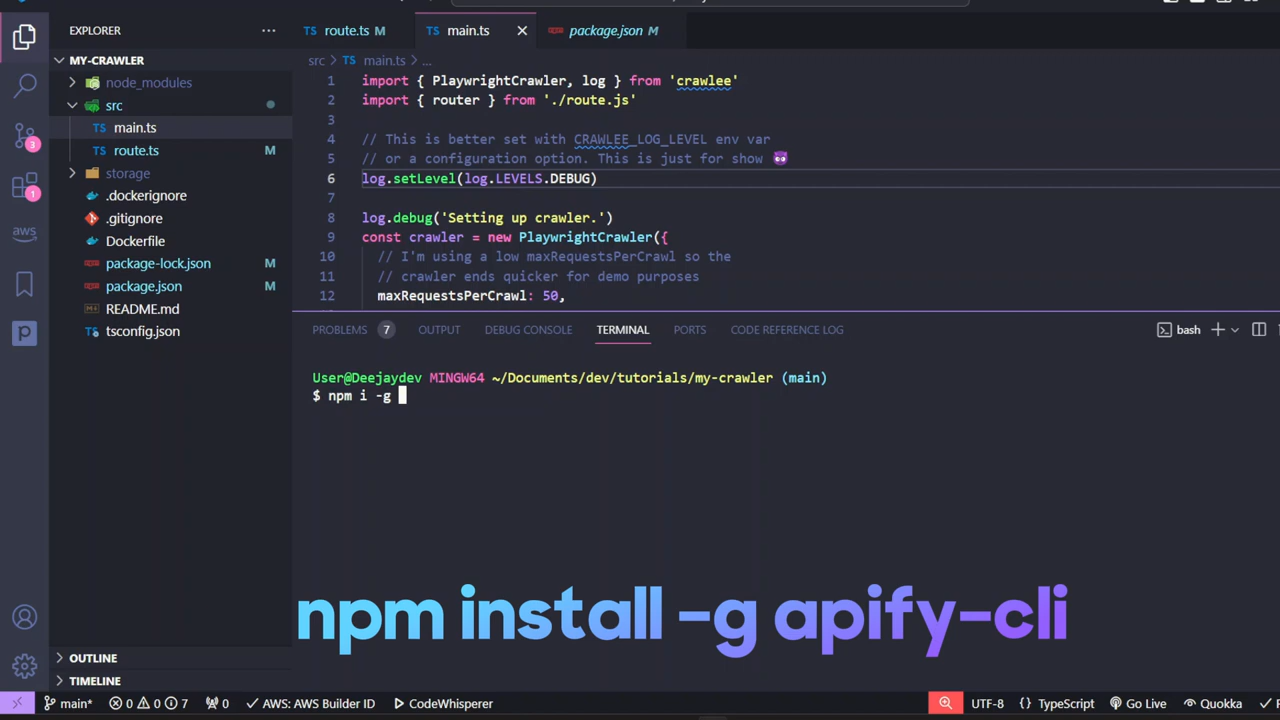 EXPLORER
MY-CRAWLER
node_modules
src
TS main.ts
TS route.ts M
storage
.dockerignore
.gitignore
Dockerfile
package-lock.json M
package.json M
README.md
tsconfig.json
OUTLINE
TIMELINE
3
1
aws
TS route.ts M
TS main.ts
package.json M
src > TS main.ts > ...
1 import { PlaywrightCrawler, log } from 'crawlee'
2 import { router } from './route.js'
3
4 // This is better set with CRAWLEE_LOG_LEVEL env var
5 // or a configuration option. This is just for show 😈
6 log.setLevel(log.LEVELS.DEBUG)
7
8 log.debug('Setting up crawler.')
9 const crawler = new PlaywrightCrawler({
10 // I'm using a low maxRequestsPerCrawl so the
11 // crawler ends quicker for demo purposes
12 maxRequestsPerCrawl: 50,
PROBLEMS 7 OUTPUT DEBUG CONSOLE TERMINAL PORTS CODE REFERENCE LOG
bash
User@Deejaydev MINGW64 ~/Documents/dev/tutorials/my-crawler (main)
$ npm i -g
npm install -g apify-cli
main* 0 0 7 0 AWS: AWS Builder ID CodeWhisperer
UTF-8 {} TypeScript Go Live Quokka